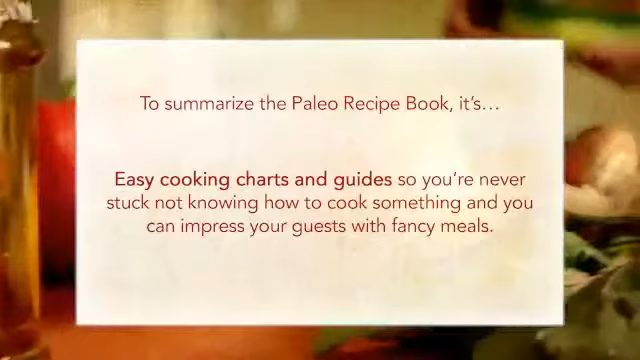 To summarize the Paleo Recipe Book, it’s…
Easy cooking charts and guides so you’re never
stuck not knowing how to cook something and you
can impress your guests with fancy meals.